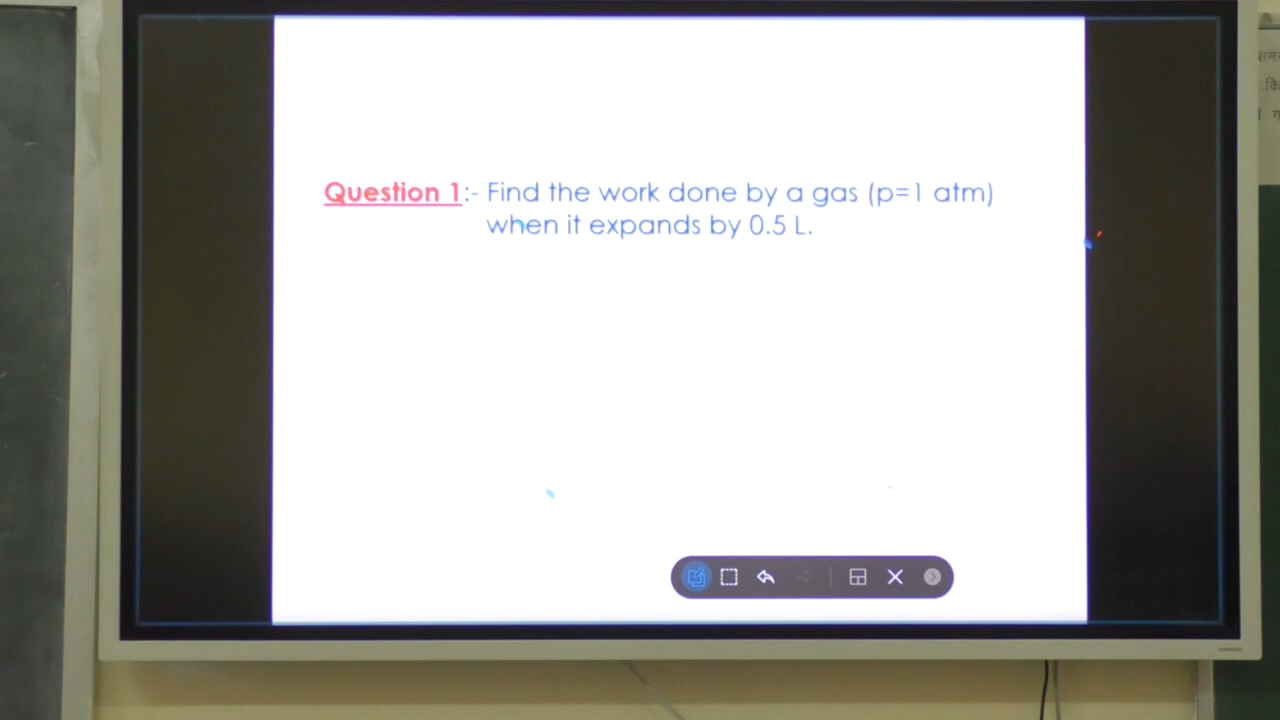 Question 1:- Find the work done by a gas (p=1 atm)
when it expands by 0.5 L.